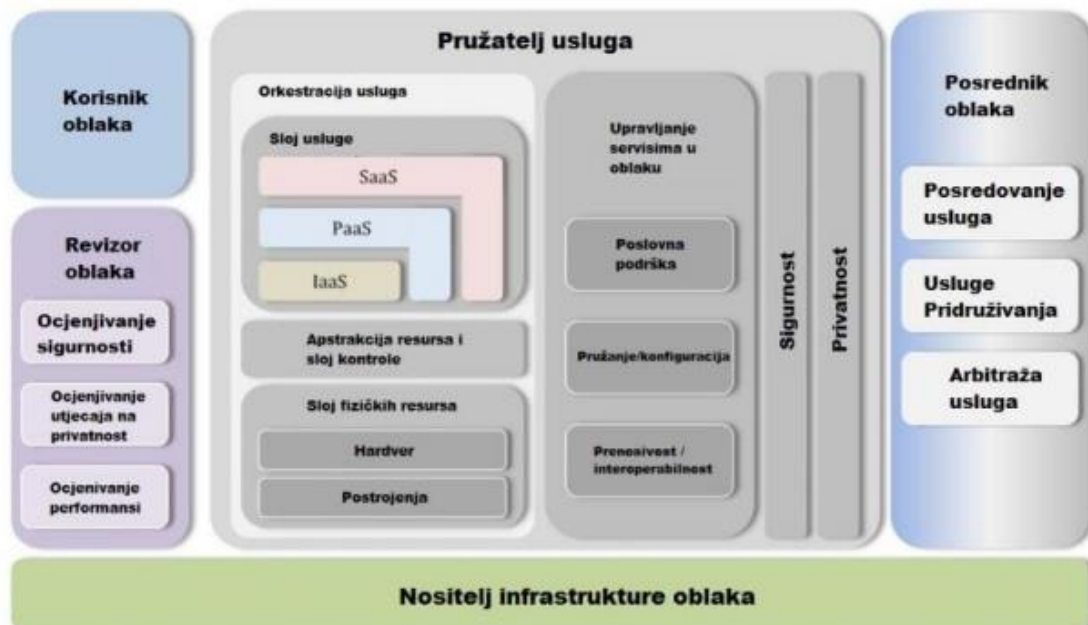 Korisnik
oblaka
Revizor
oblaka
Ocjenjivanje
sigurnosti
Ocjenjivanje
utjecaja na
privatnost
Ocjenivanje
performansi
Pružatelj usluga
Orkestracija usluga
Sloj usluge
SaaS
PaaS
IaaS
Apstrakcija resursa i
sloj kontrole
Sloj fizičkih resursa
Hardver
Postrojenja
Upravljanje
servisima u
oblaku
Poslovna
podrška
Pružanje/konfiguracija
Prenosivost /
interoperabilnost
Sigurnost
Privatnost
Posrednik
oblaka
Posredovanje
usluga
Usluge
Pridruživanja
Arbitraža
usluga
Nositelj infrastrukture oblaka